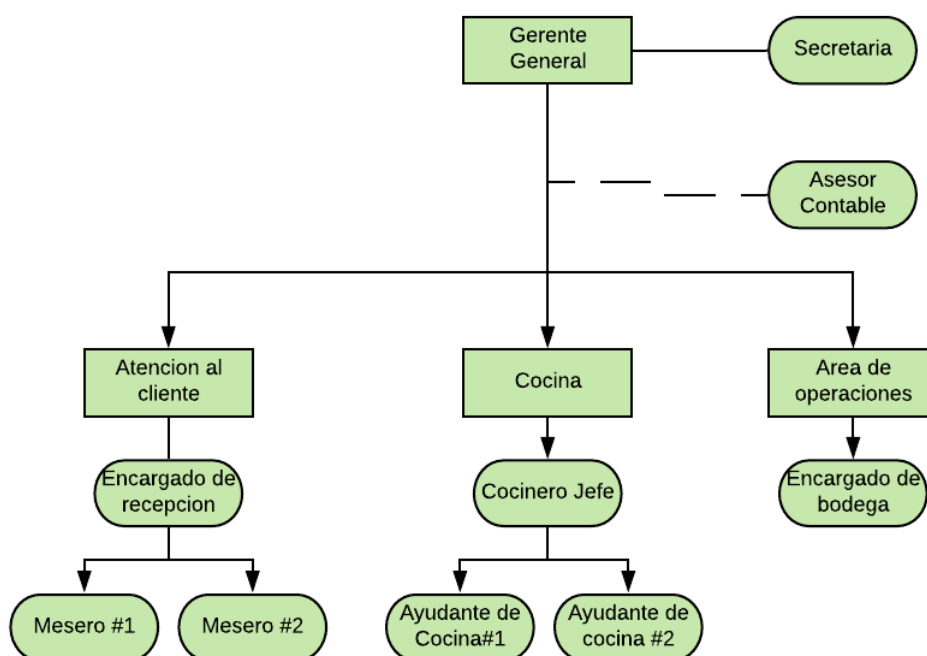 Gerente
General
Secretaria
Asesor
Contable
Atencion al
cliente
Cocina
Area de
operaciones
Encargado de
recepcion
Cocinero Jefe
Encargado de
bodega
Mesero #1
Mesero #2
Ayudante de
Cocina#1
Ayudante de
cocina #2